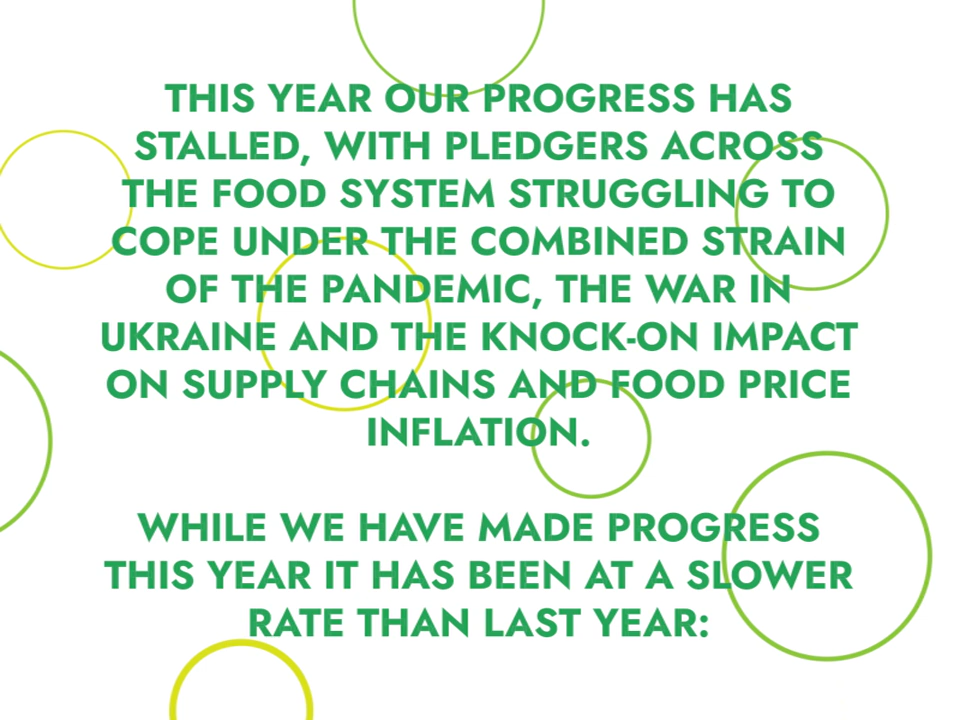 THIS YEAR OUR PROGRESS HAS
STALLED, WITH PLEDGERS ACROSS
THE FOOD SYSTEM STRUGGLING TO
COPE UNDER THE COMBINED STRAIN
OF THE PANDEMIC, THE WAR IN
UKRAINE AND THE KNOCK-ON IMPACT
ON SUPPLY CHAINS AND FOOD PRICE
INFLATION.
WHILE WE HAVE MADE PROGRESS
THIS YEAR IT HAS BEEN AT A SLOWER
RATE THAN LAST YEAR: